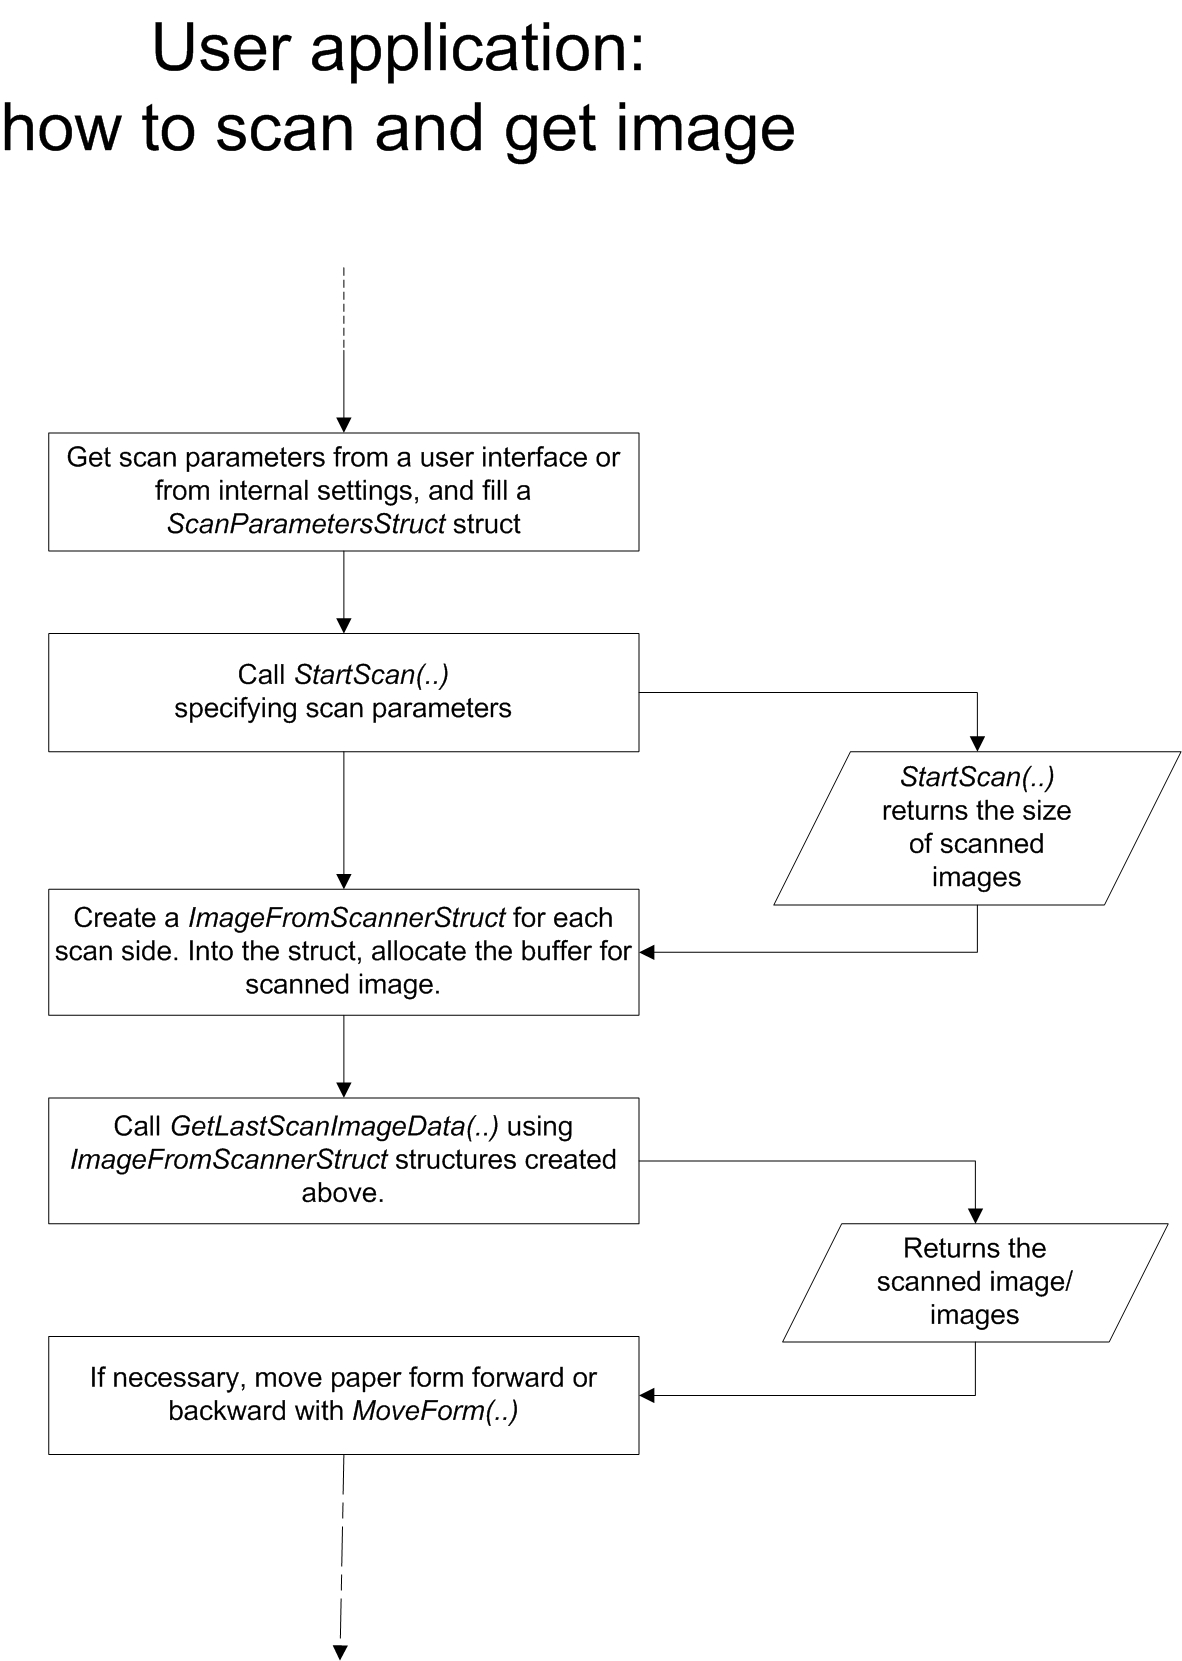 User application:
how to scan and get image
Get scan parameters from a user interface or
from internal settings, and fill a
ScanParametersStruct struct
Call StartScan(..)
specifying scan parameters
StartScan(..)
returns the size
of scanned
images
Create a ImageFromScannerStruct for each
scan side. Into the struct, allocate the buffer for
scanned image.
Call GetLastScanImageData(..) using
ImageFromScannerStruct structures created
above.
Returns the
scanned image/
images
If necessary, move paper form forward or
backward with MoveForm(..)